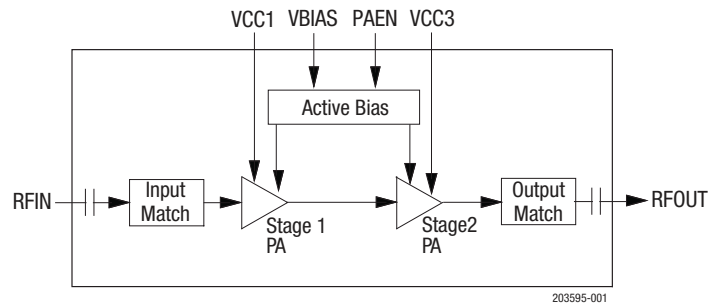 VCC1 VBIAS PAEN VCC3
Active Bias
RFIN
Input
Match
Stage 1
PA
Stage2
PA
Output
Match
RFOUT
203595-001